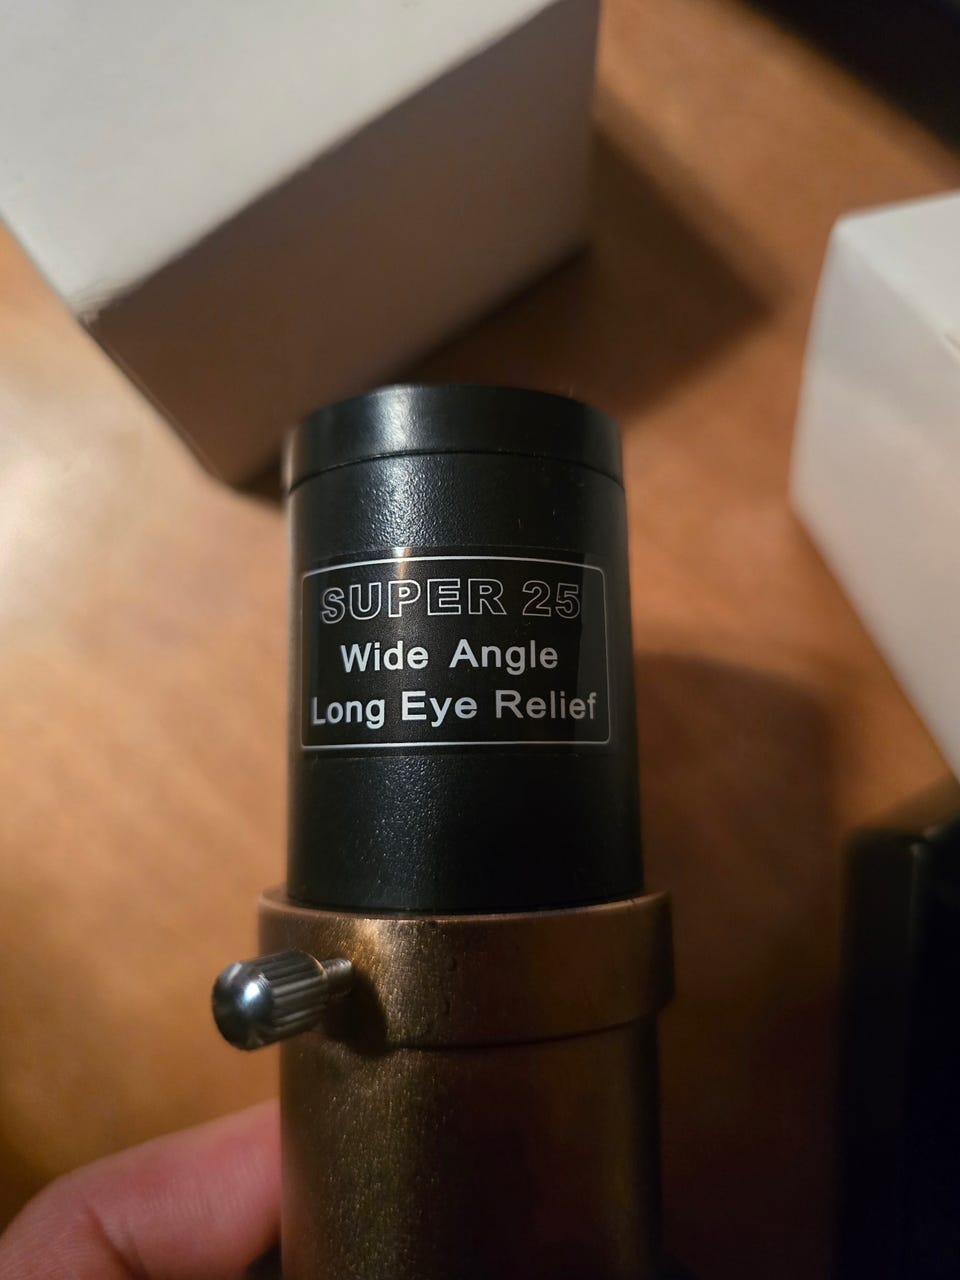 SUPER 25
Wide Angle
Long Eye Relief